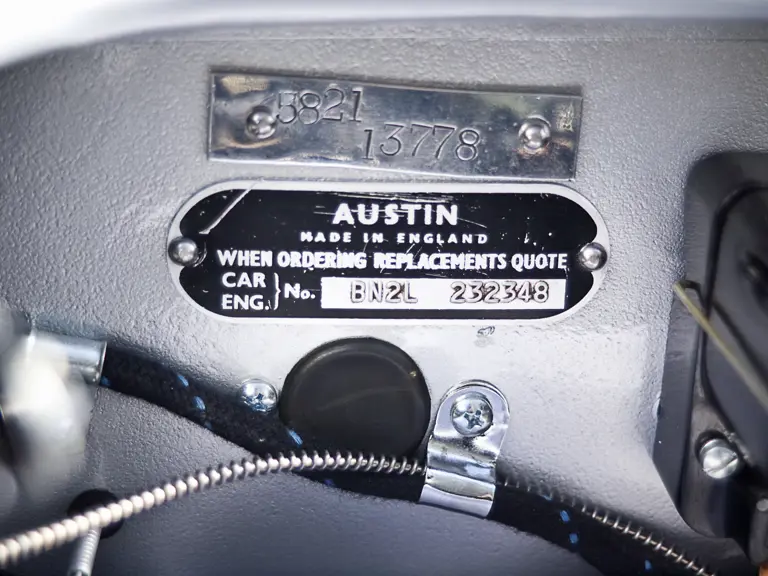 5821
13778
AUSTIN
MADE IN ENGLAND
WHEN ORDERING REPLACEMENTS QUOTE
CAR
ENG. } No. BN2L 232348